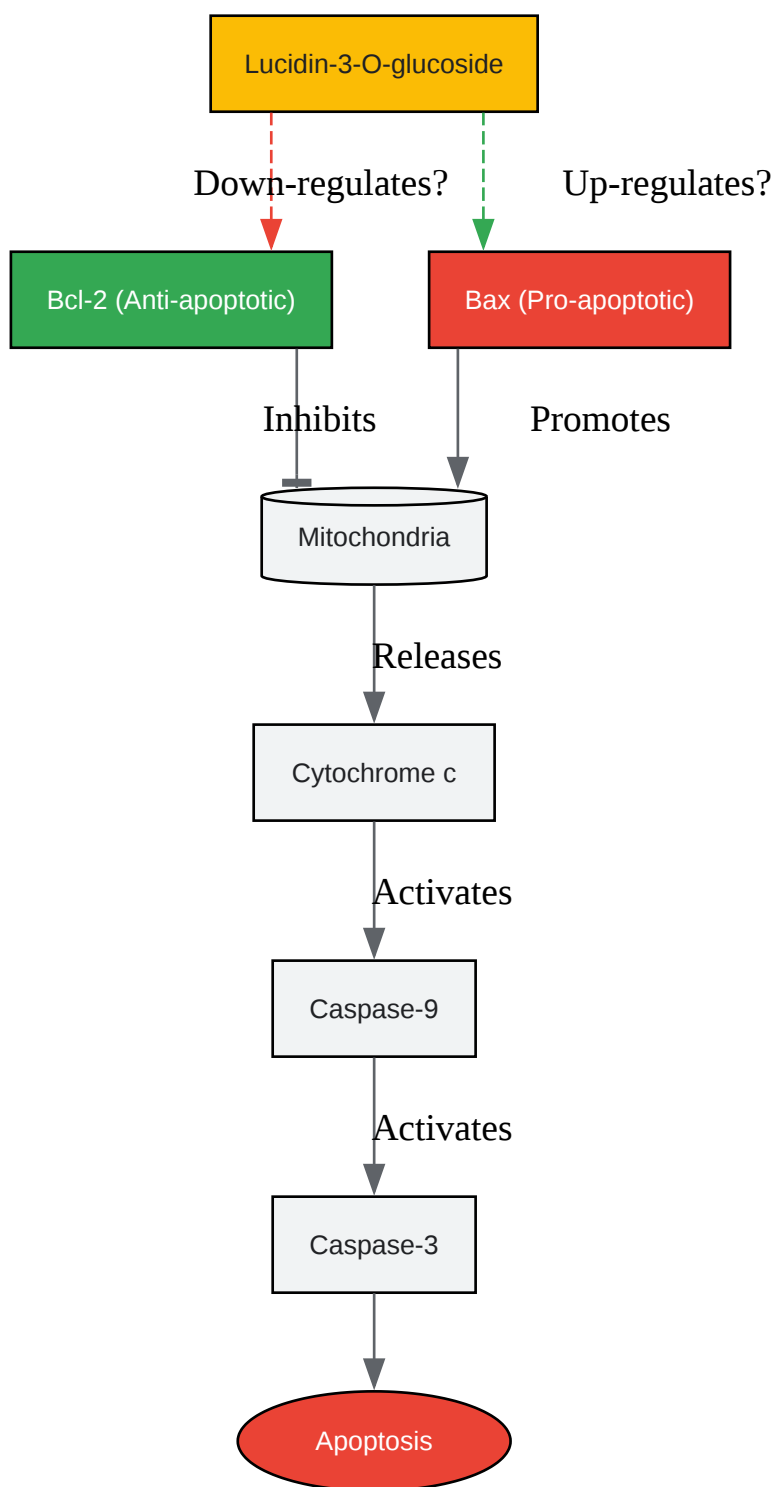 Lucidin-3-O-glucoside
Down-regulates?
Up-regulates?
Bcl-2 (Anti-apoptotic)
Bax (Pro-apoptotic)
Inhibits
Promotes
Mitochondria
Releases
Cytochrome c
Activates
Caspase-9
Activates
Caspase-3
Apoptosis